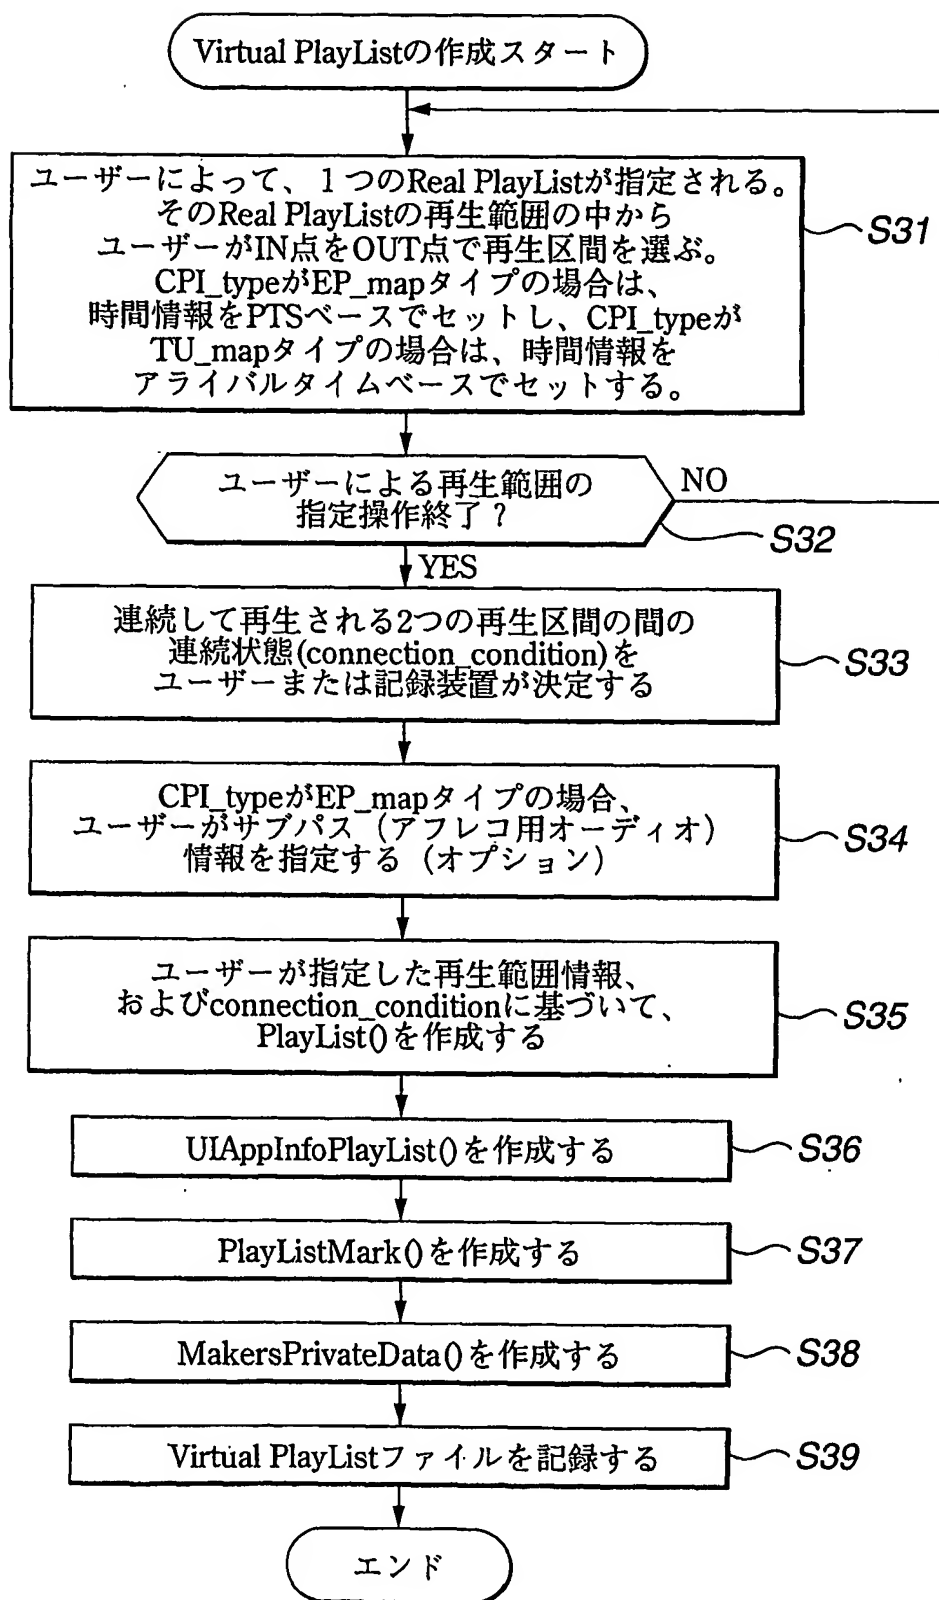 Virtual PlayListの作成スタート
ユーザーによって、1つのReal PlayListが指定される。
そのReal PlayListの再生範囲の中から
ユーザーがIN点をOUT点で再生区間を選ぶ。
CPI_typeがEP_mapタイプの場合は、
時間情報をPTSベースでセットし、CPI_typeが
TU_mapタイプの場合は、時間情報を
アライバルタイムベースでセットする。
S31
ユーザーによる再生範囲の
指定操作終了？
NO
S32
YES
連続して再生される2つの再生区間の間の
連続状態(connection_condition)を
ユーザーまたは記録装置が決定する
S33
CPI_typeがEP_mapタイプの場合、
ユーザーがサブパス（アフレコ用オーディオ）
情報を指定する（オプション）
S34
ユーザーが指定した再生範囲情報、
およびconnection_conditionに基づいて、
PlayList()を作成する
S35
UIAppInfoPlayList()を作成する
S36
PlayListMark()を作成する
S37
MakersPrivateData()を作成する
S38
Virtual PlayListファイルを記録する
S39
エンド